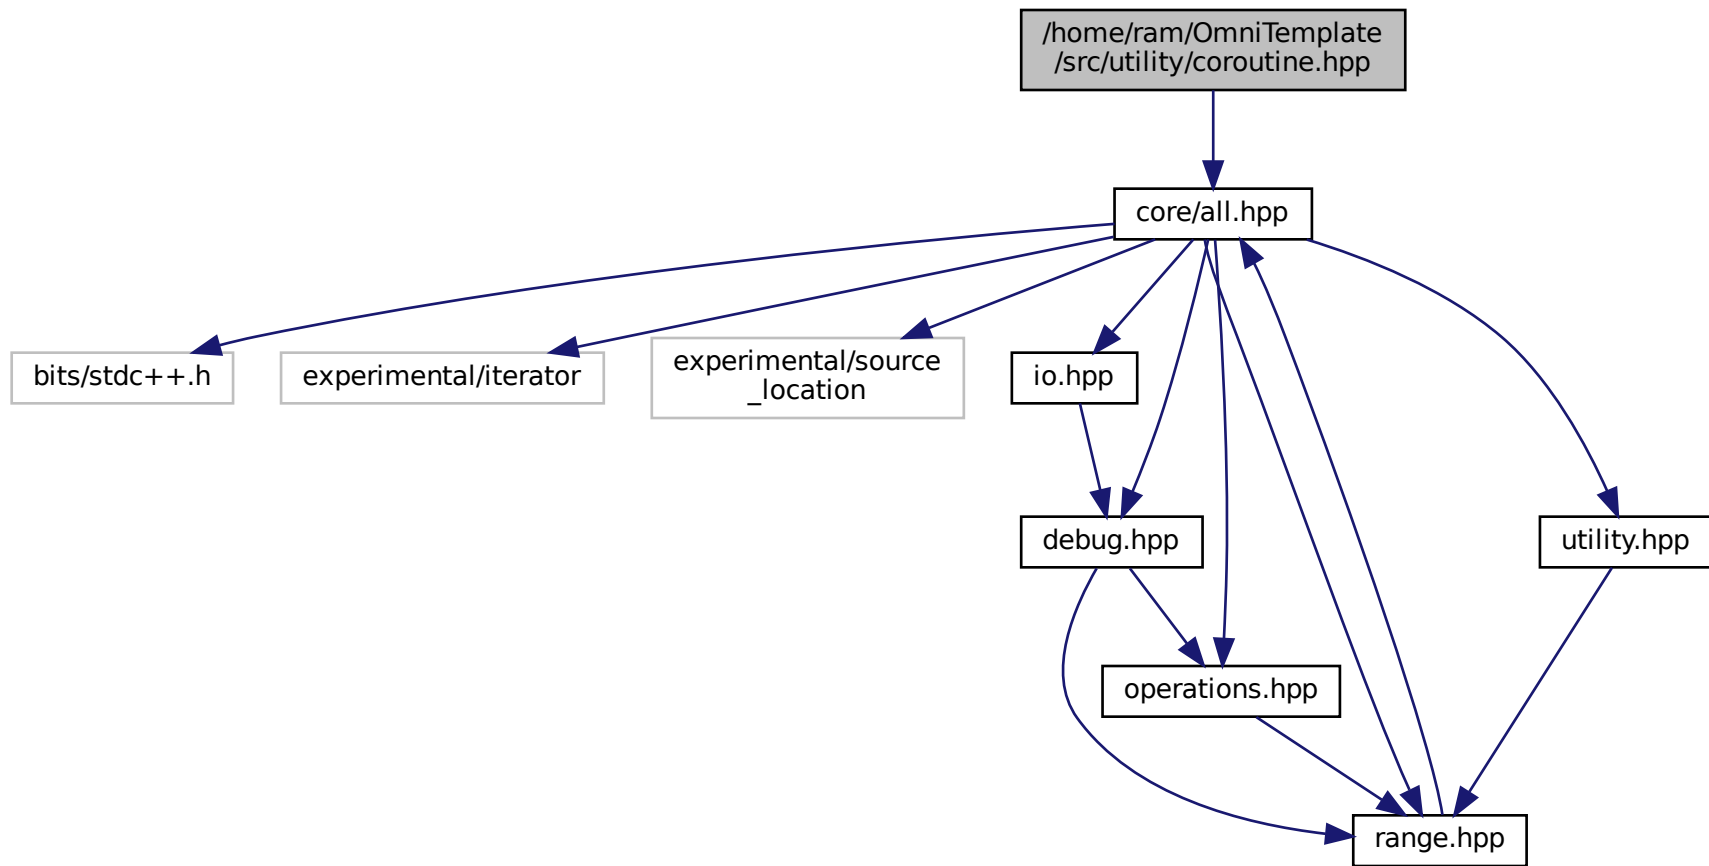 /home/ram/OmniTemplate
/src/utility/coroutine.hpp
core/all.hpp
bits/stdc++.h
experimental/iterator
experimental/source
_location
io.hpp
debug.hpp
utility.hpp
operations.hpp
range.hpp